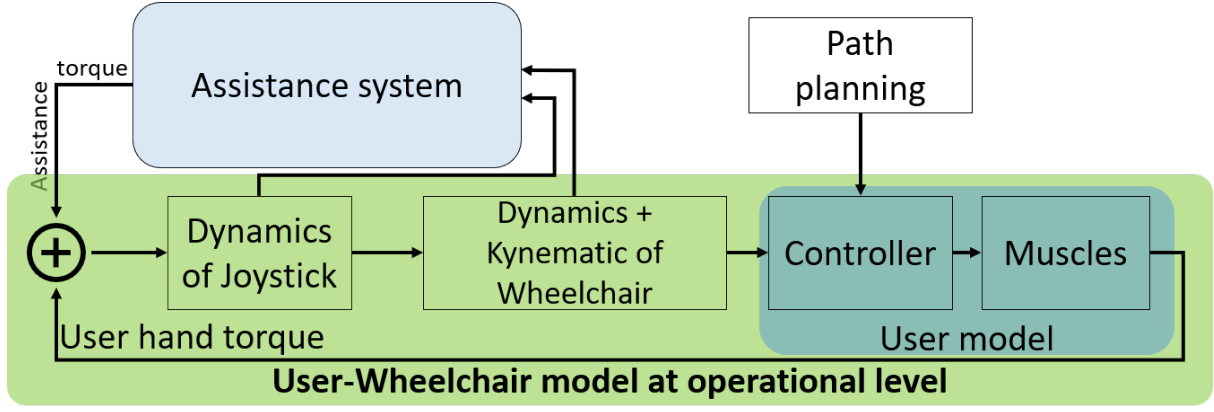 torque
Assistance
Assistance system
Path
planning
Dynamics
of Joystick
Dynamics +
Kynematic of
Wheelchair
Controller
Muscles
User hand torque
User model
User-Wheelchair model at operational level